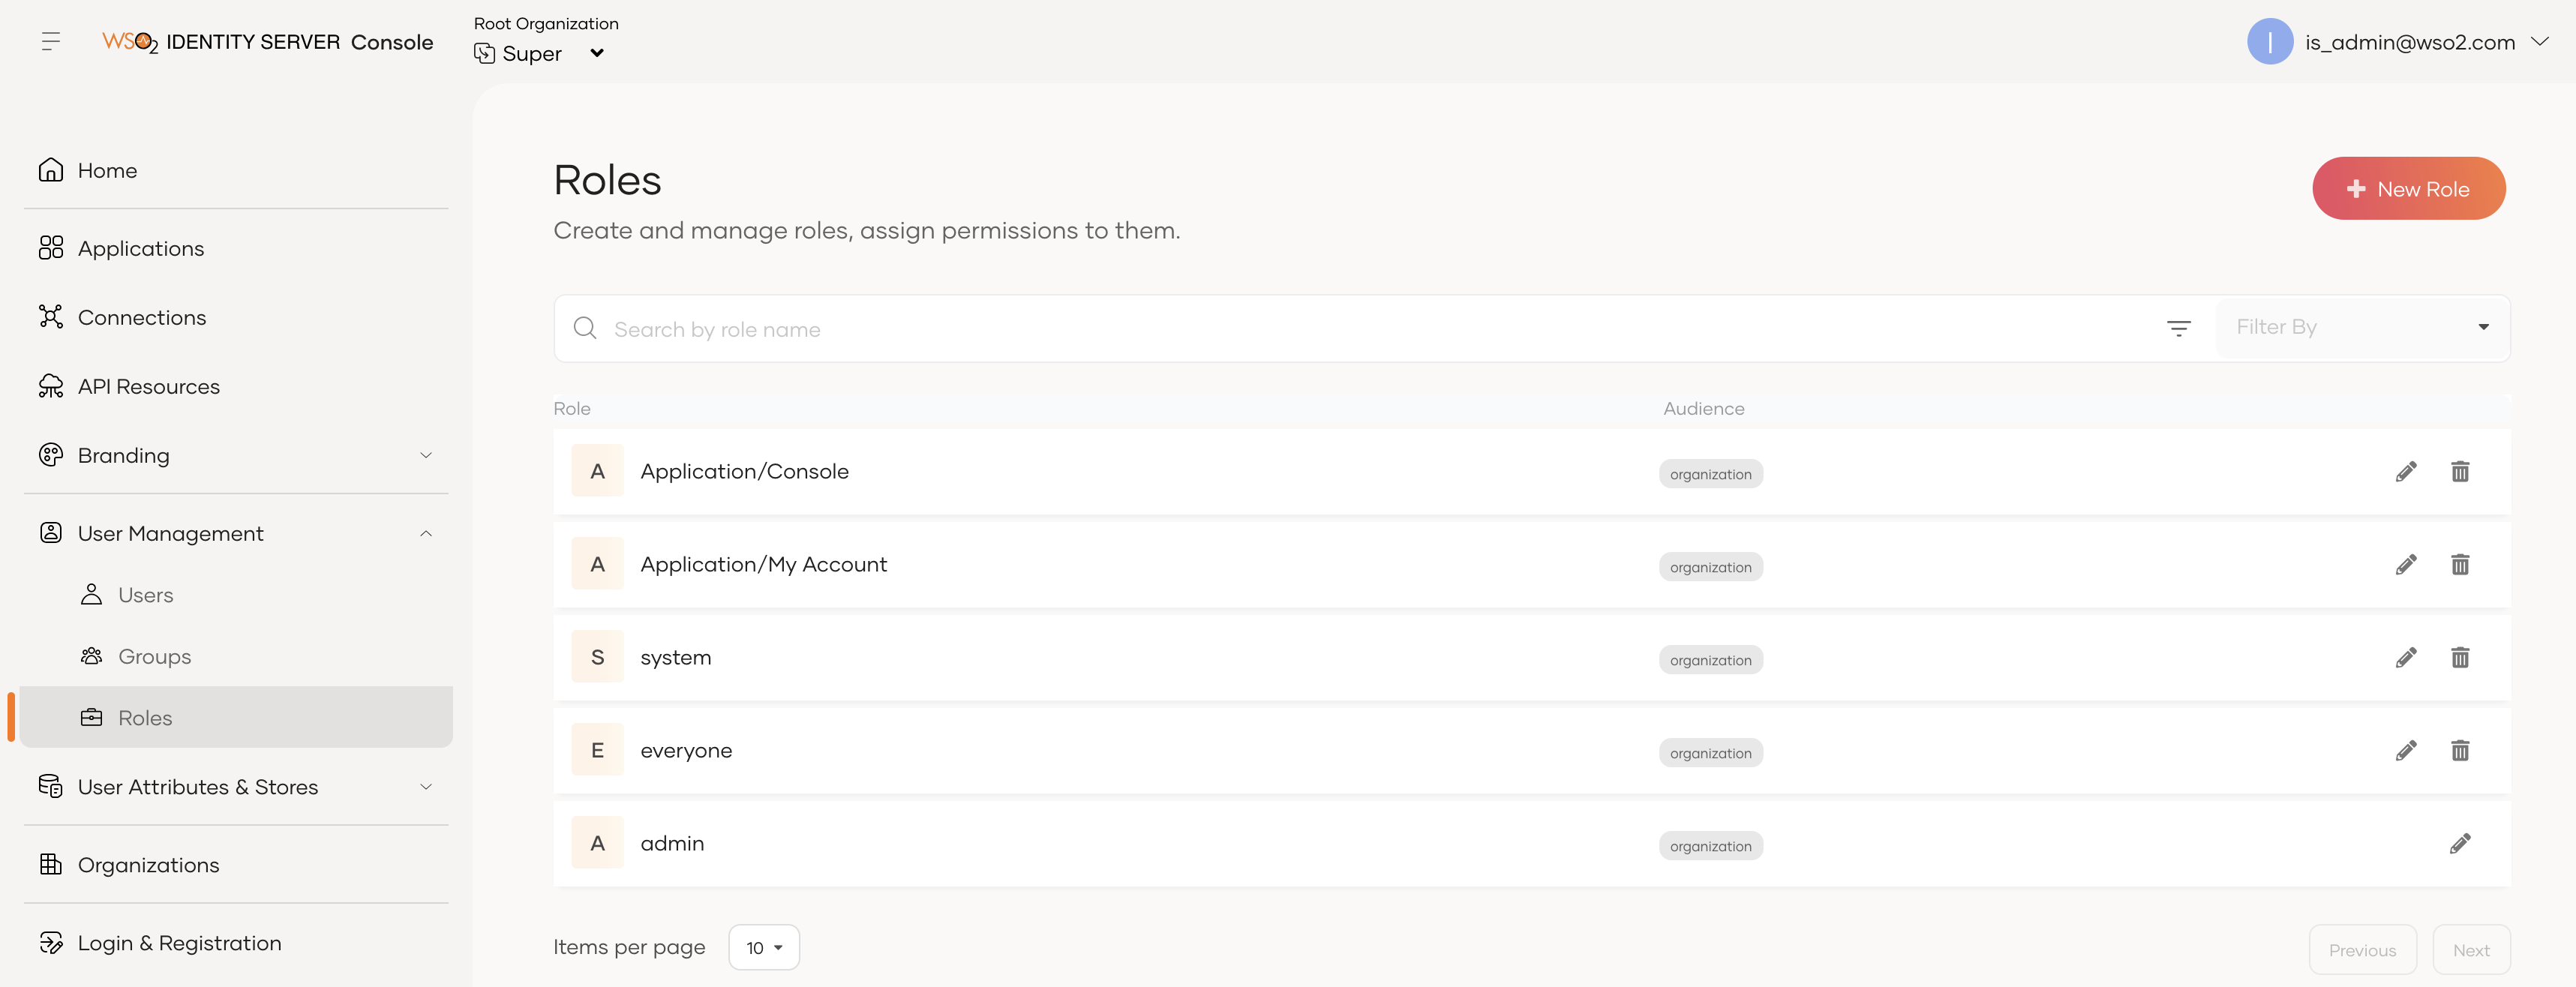 WSO2 IDENTITY SERVER Console
Root Organization
Super
I
is_admin@wso2.com
Home
Applications
Connections
API Resources
Branding
User Management
Users
Groups
Roles
User Attributes & Stores
Organizations
Login & Registration
Roles
Create and manage roles, assign permissions to them.
New Role
Search by role name
Filter By
Role Audience
A Application/Console organization
A Application/My Account organization
S system organization
E everyone organization
A admin organization
Items per page 10
Previous Next